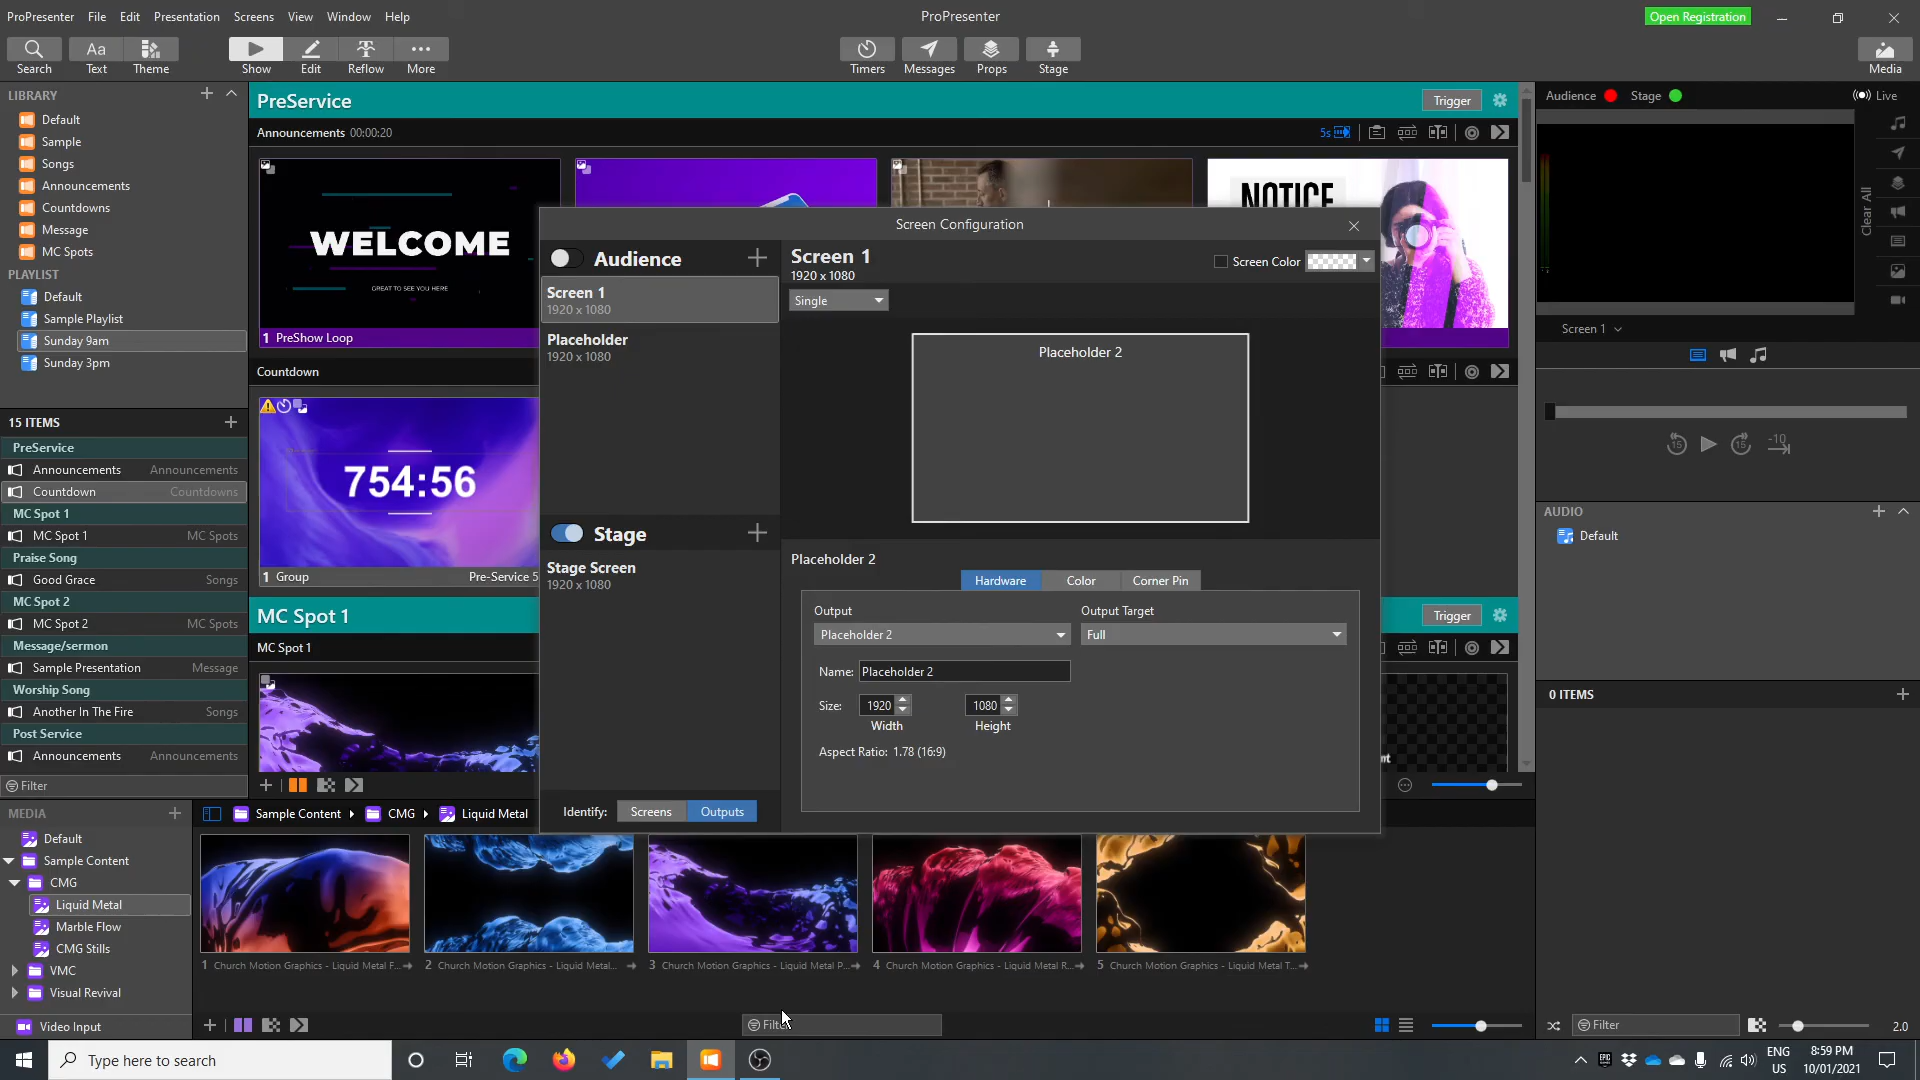 ProPresenter File Edit Presentation Screens View Window Help
ProPresenter
Open Registration
Search Text Theme Show Edit Reflow More
Timers Messages Props Stage
Media
LIBRARY
Default
Sample
Songs
Announcements
Countdowns
Message
MC Spots
PLAYLIST
Default
Sample Playlist
Sunday 9am
Sunday 3pm
15 ITEMS
PreService
Announcements Announcements
Countdown Countdowns
MC Spot 1
MC Spot 1 MC Spots
Praise Song
Good Grace Songs
MC Spot 2
MC Spot 2 MC Spots
Message/sermon
Sample Presentation Message
Worship Song
Another In The Fire Songs
Post Service
Announcements Announcements
Filter
PreService
Trigger
Announcements 00:00:20
5s
WELCOME
GREAT TO SEE YOU HERE
1 PreShow Loop
NOTICE
Countdown
754:56
1 Group Pre-Service 5
MC Spot 1
Trigger
MC Spot 1
Screen Configuration
Audience
Screen 1
1920 x 1080
Placeholder
1920 x 1080
Stage
Stage Screen
1920 x 1080
Identify: Screens Outputs
Screen 1
1920 x 1080
Screen Color
Single
Placeholder 2
Placeholder 2
Hardware Color Corner Pin
Output Output Target
Placeholder 2 Full
Name: Placeholder 2
Size: 1920 1080
Width Height
Aspect Ratio: 1.78 (16:9)
Audience Stage Live
Clear All
Screen 1
15 15 -10
AUDIO
Default
0 ITEMS
Filter 2.0
MEDIA
Default
Sample Content
CMG
Liquid Metal
Marble Flow
CMG Stills
VMC
Visual Revival
Video Input
Sample Content CMG Liquid Metal
1 Church Motion Graphics - Liquid Metal F...
2 Church Motion Graphics - Liquid Metal...
3 Church Motion Graphics - Liquid Metal P...
4 Church Motion Graphics - Liquid Metal R...
5 Church Motion Graphics - Liquid Metal T...
Type here to search
ENG
US
8:59 PM
10/01/2021